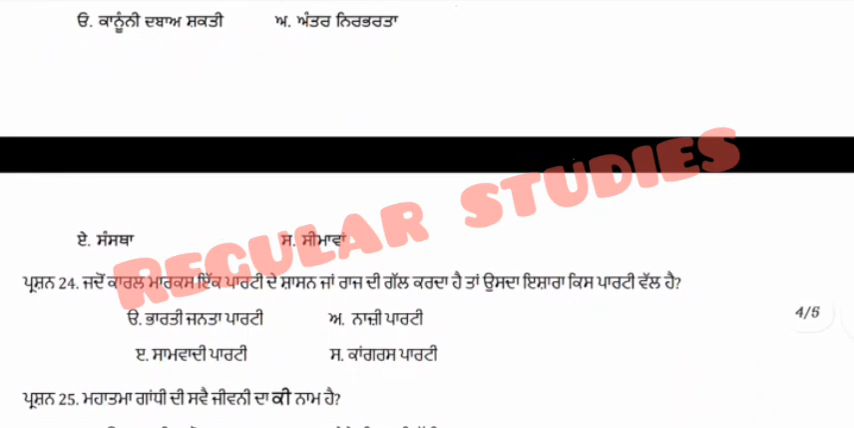 ੳ. ਕਾਨੂੰਨੀ ਦਬਾਅ ਸ਼ਕਤੀ ਅ. ਅੰਤਰ ਨਿਰਭਰਤਾ
REGULAR STUDIES
ੲ. ਸੰਸਥਾ ਸ. ਸੀਮਾਵਾਂ
ਪ੍ਰਸ਼ਨ 24. ਜਦੋਂ ਕਾਰਲ ਮਾਰਕਸ ਇੱਕ ਪਾਰਟੀ ਦੇ ਸ਼ਾਸਨ ਜਾਂ ਰਾਜ ਦੀ ਗੱਲ ਕਰਦਾ ਹੈ ਤਾਂ ਉਸਦਾ ਇਸ਼ਾਰਾ ਕਿਸ ਪਾਰਟੀ ਵੱਲ ਹੈ?
ੳ. ਭਾਰਤੀ ਜਨਤਾ ਪਾਰਟੀ ਅ. ਨਾਜ਼ੀ ਪਾਰਟੀ
4/5
ੲ. ਸਾਮਵਾਦੀ ਪਾਰਟੀ ਸ. ਕਾਂਗਰਸ ਪਾਰਟੀ
ਪ੍ਰਸ਼ਨ 25. ਮਹਾਤਮਾ ਗਾਂਧੀ ਦੀ ਸਵੈ ਜੀਵਨੀ ਦਾ ਕੀ ਨਾਮ ਹੈ?